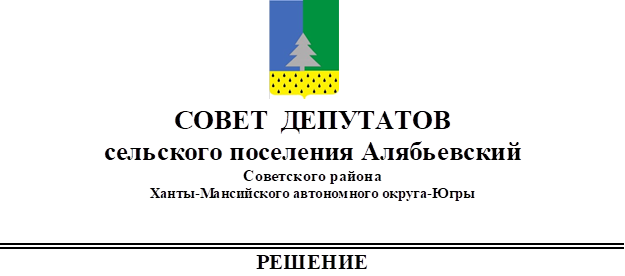 СОВЕТ ДЕПУТАТОВ
сельского поселения Алябьевский
Советского района
Ханты-Мансийского автономного округа-Югры
РЕШЕНИЕ